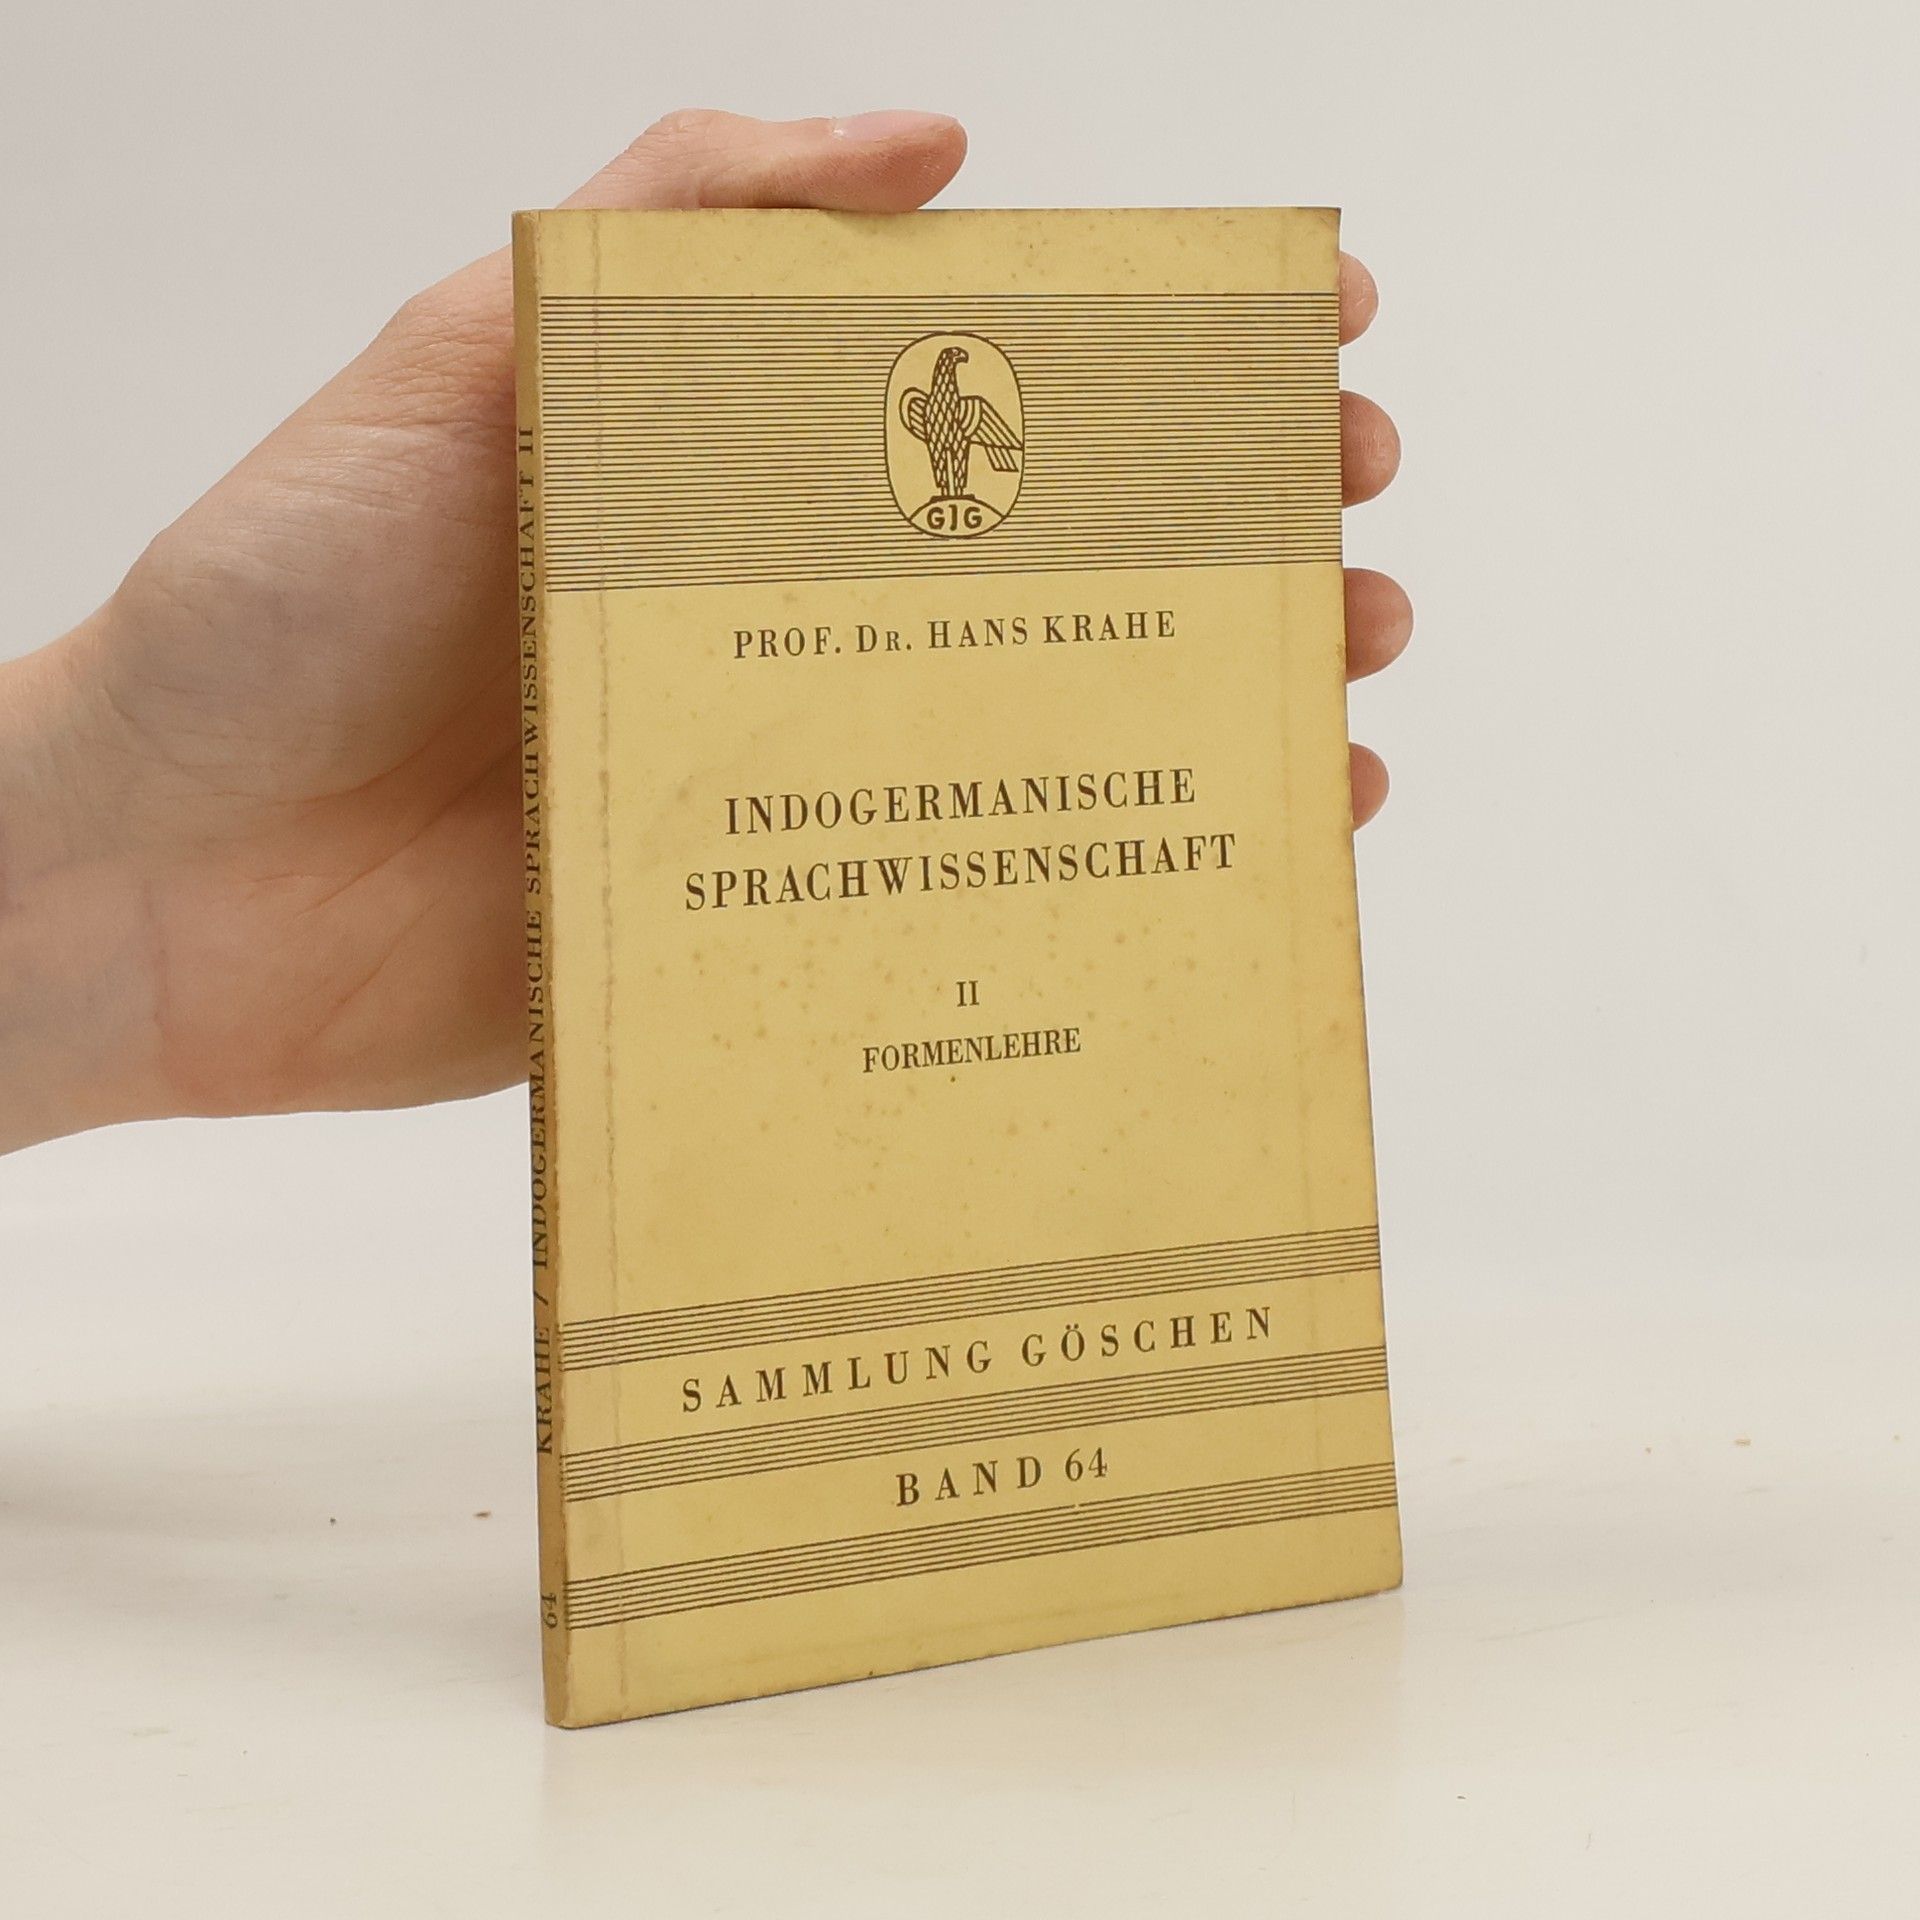 GJG
PROF. DR. HANS KRAHE
INDOGERMANISCHE
SPRACHWISSENSCHAFT
II
FORMENLEHRE
SAMMLUNG GÖSCHEN
BAND 64
64 KRAHE / INDOGERMANISCHE SPRACHWISSENSCHAFT II